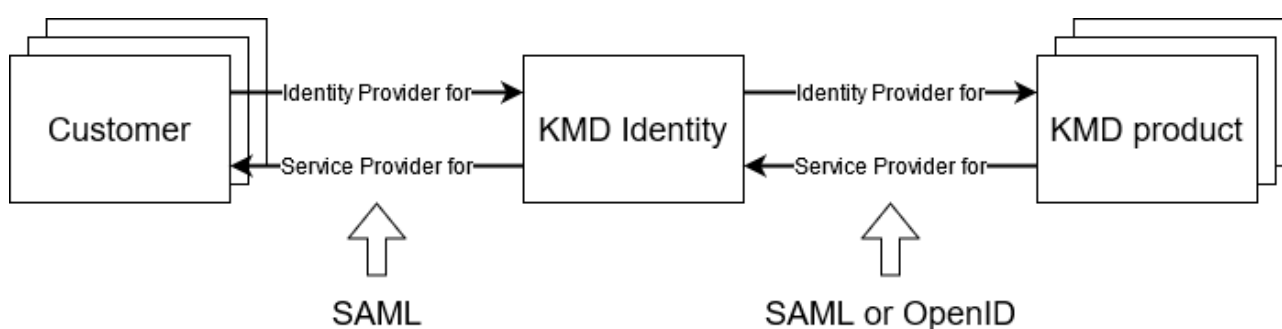 Identity Provider for
Identity Provider for
Customer
KMD Identity
KMD product
Service Provider for
Service Provider for
SAML
SAML or OpenID